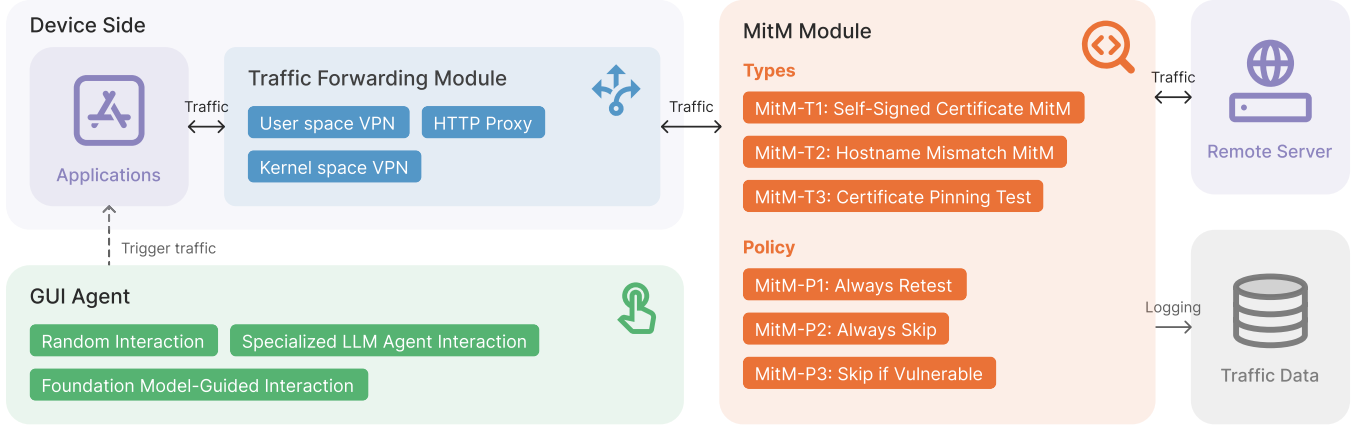 Device Side
Applications
Traffic
Traffic Forwarding Module
User space VPN
HTTP Proxy
Kernel space VPN
Trigger traffic
GUI Agent
Random Interaction
Specialized LLM Agent Interaction
Foundation Model-Guided Interaction
Traffic
MitM Module
Types
MitM-T1: Self-Signed Certificate MitM
MitM-T2: Hostname Mismatch MitM
MitM-T3: Certificate Pinning Test
Policy
MitM-P1: Always Retest
MitM-P2: Always Skip
MitM-P3: Skip if Vulnerable
Traffic
Remote Server
Logging
Traffic Data